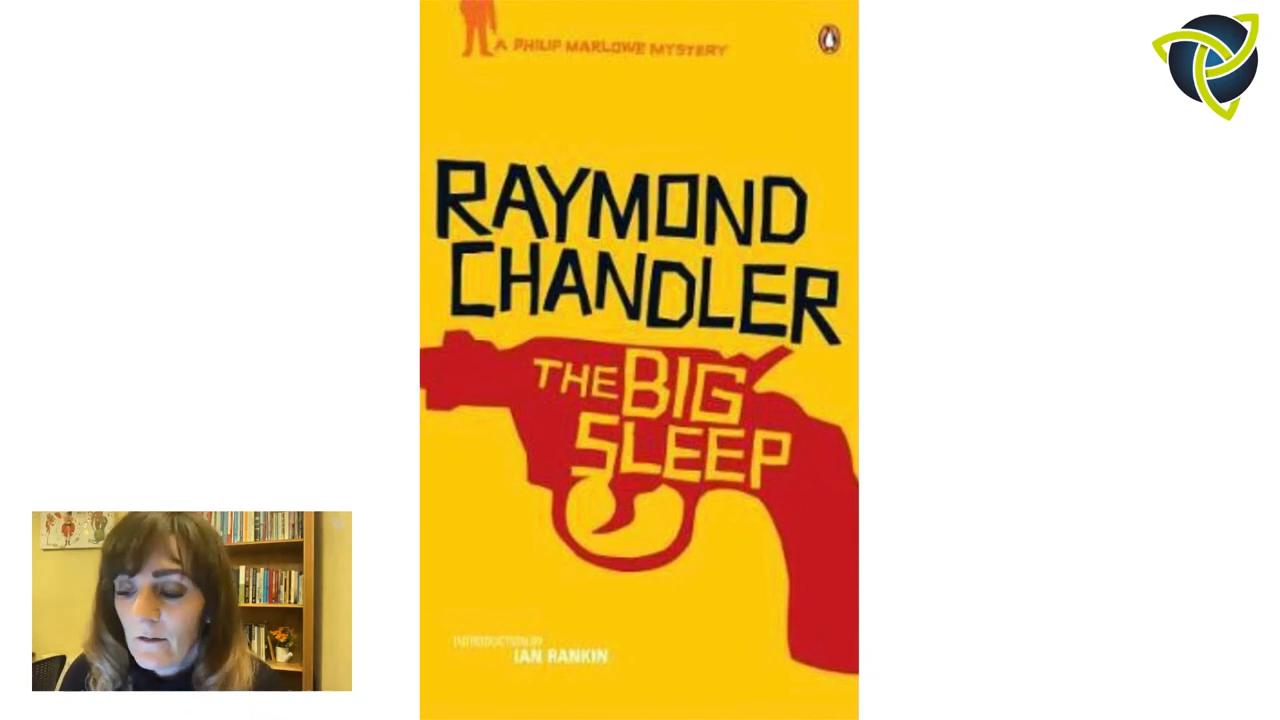 A PHILIP MARLOWE MYSTERY
RAYMOND
CHANDLER
THE BIG
SLEEP
INTRODUCTION BY
IAN RANKIN